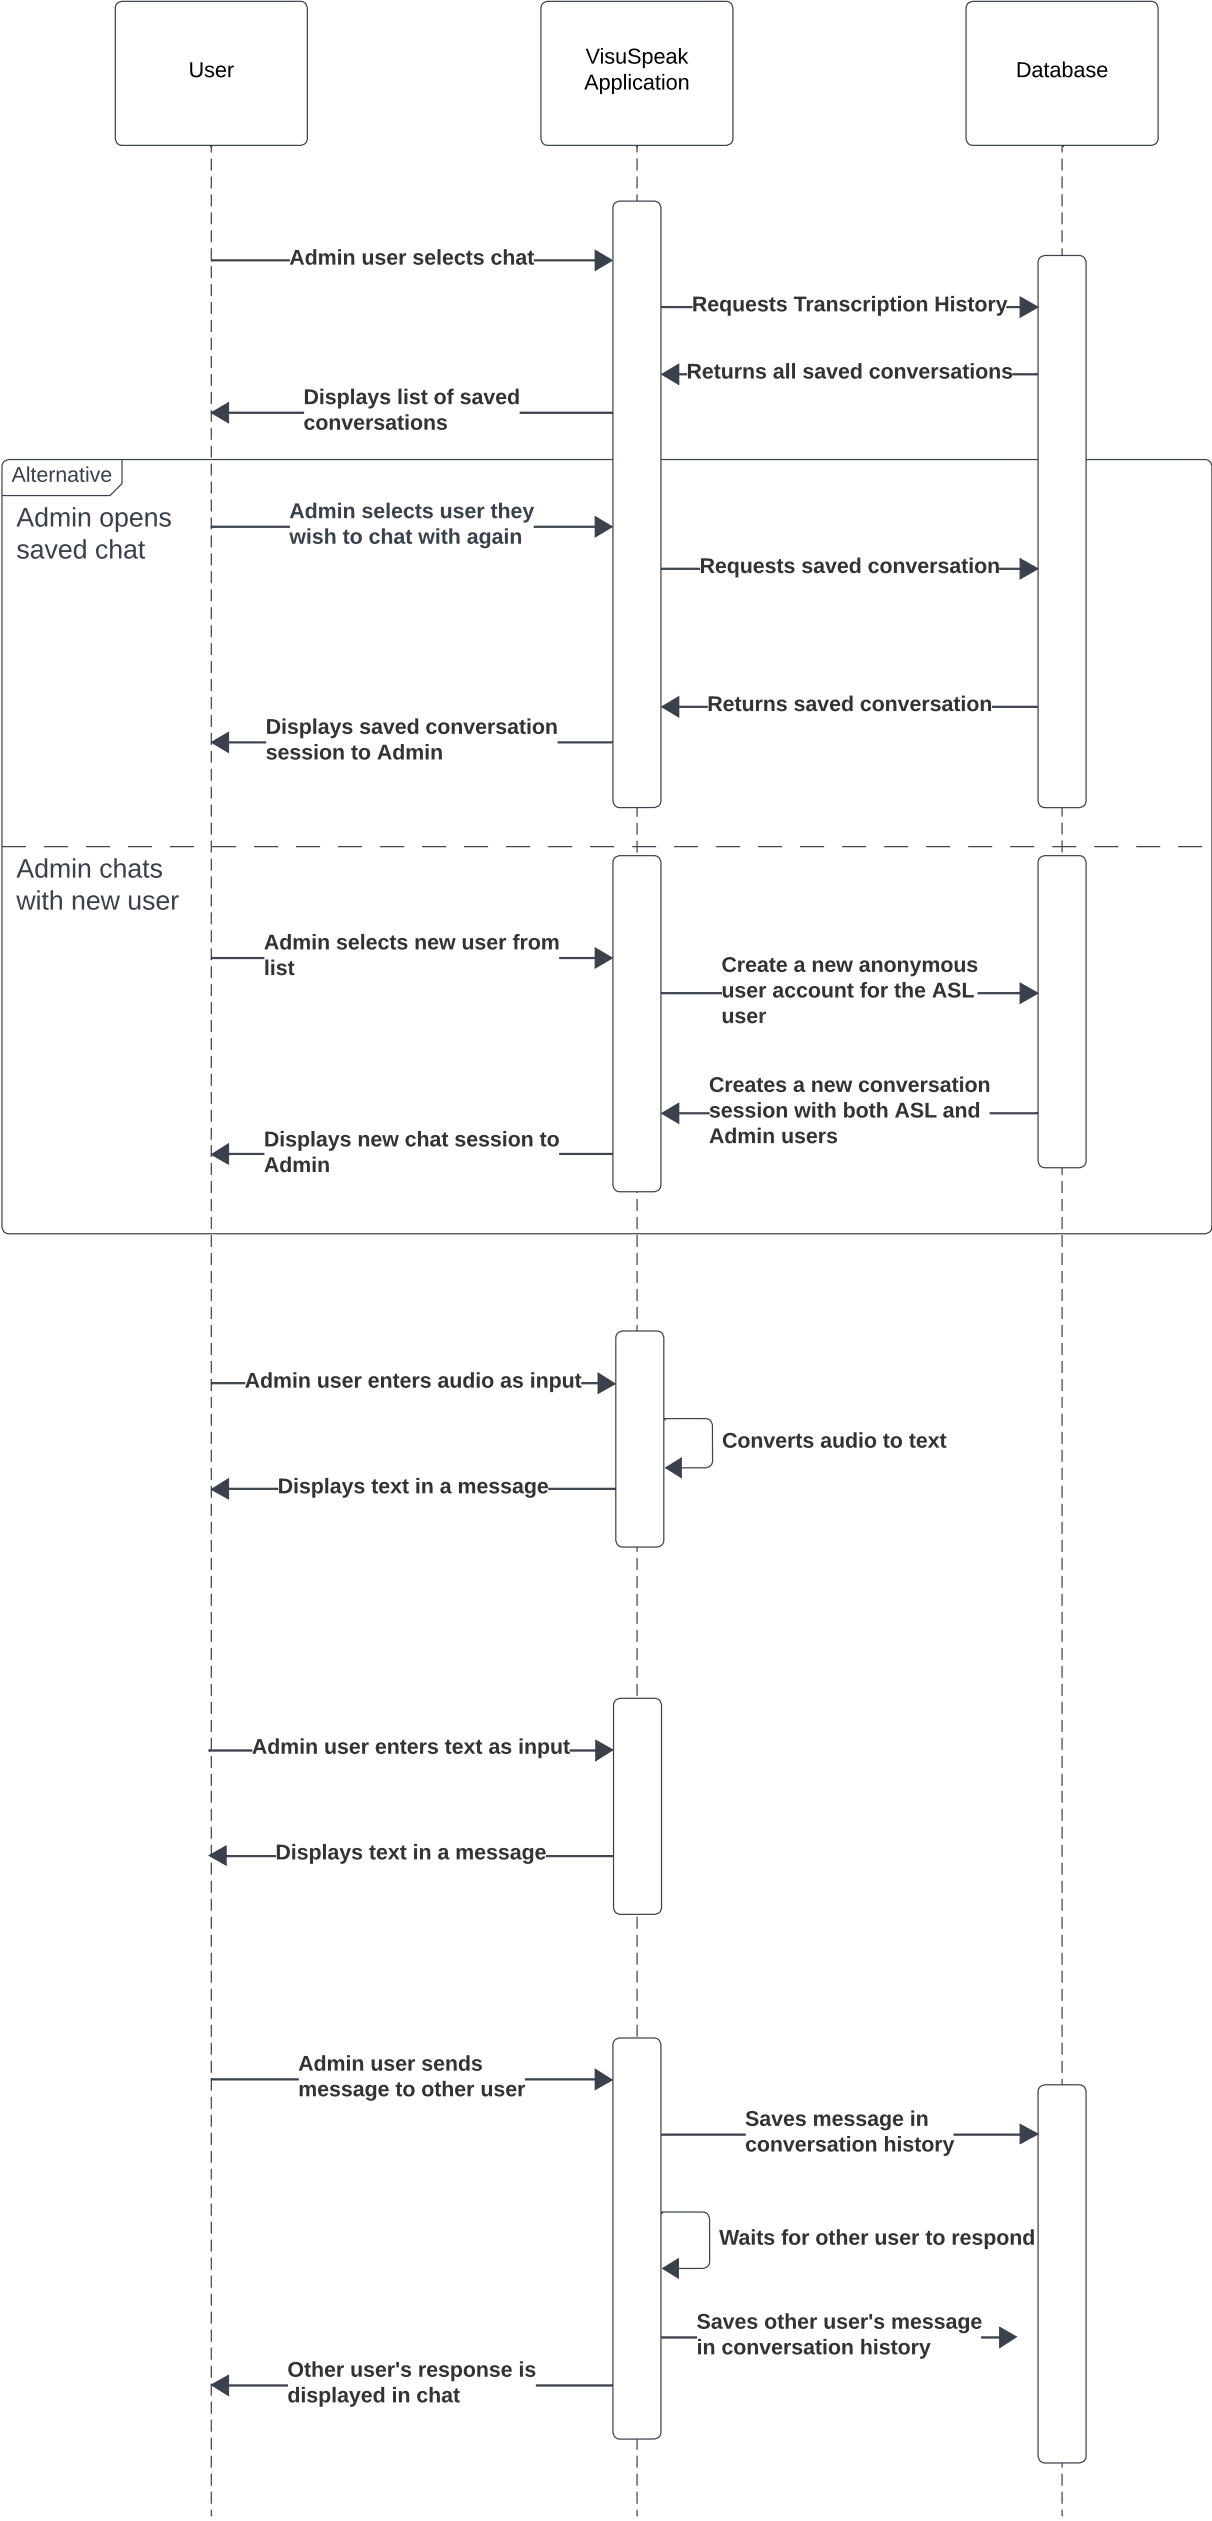 User
VisuSpeak
Application
Database
Admin user selects chat
Requests Transcription History
Returns all saved conversations
Displays list of saved
conversations
Alternative
Admin opens
saved chat
Admin selects user they
wish to chat with again
Requests saved conversation
Returns saved conversation
Displays saved conversation
session to Admin
Admin chats
with new user
Admin selects new user from
list
Create a new anonymous
user account for the ASL
user
Creates a new conversation
session with both ASL and
Admin users
Displays new chat session to
Admin
Admin user enters audio as input
Converts audio to text
Displays text in a message
Admin user enters text as input
Displays text in a message
Admin user sends
message to other user
Saves message in
conversation history
Waits for other user to respond
Saves other user's message
in conversation history
Other user's response is
displayed in chat